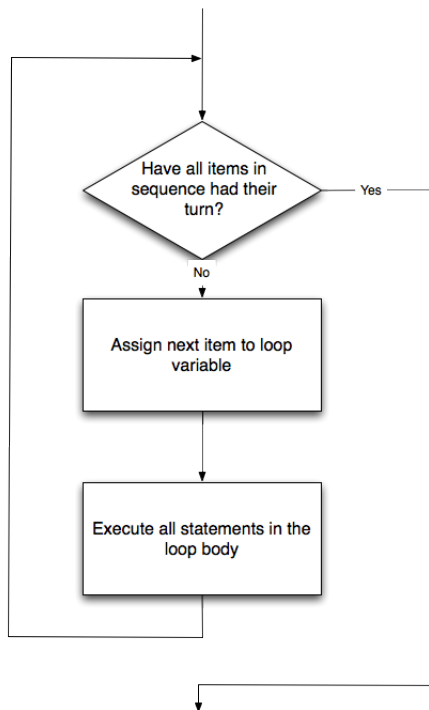 Have all items in
sequence had their
turn?
Yes
No
Assign next item to loop
variable
Execute all statements in the
loop body